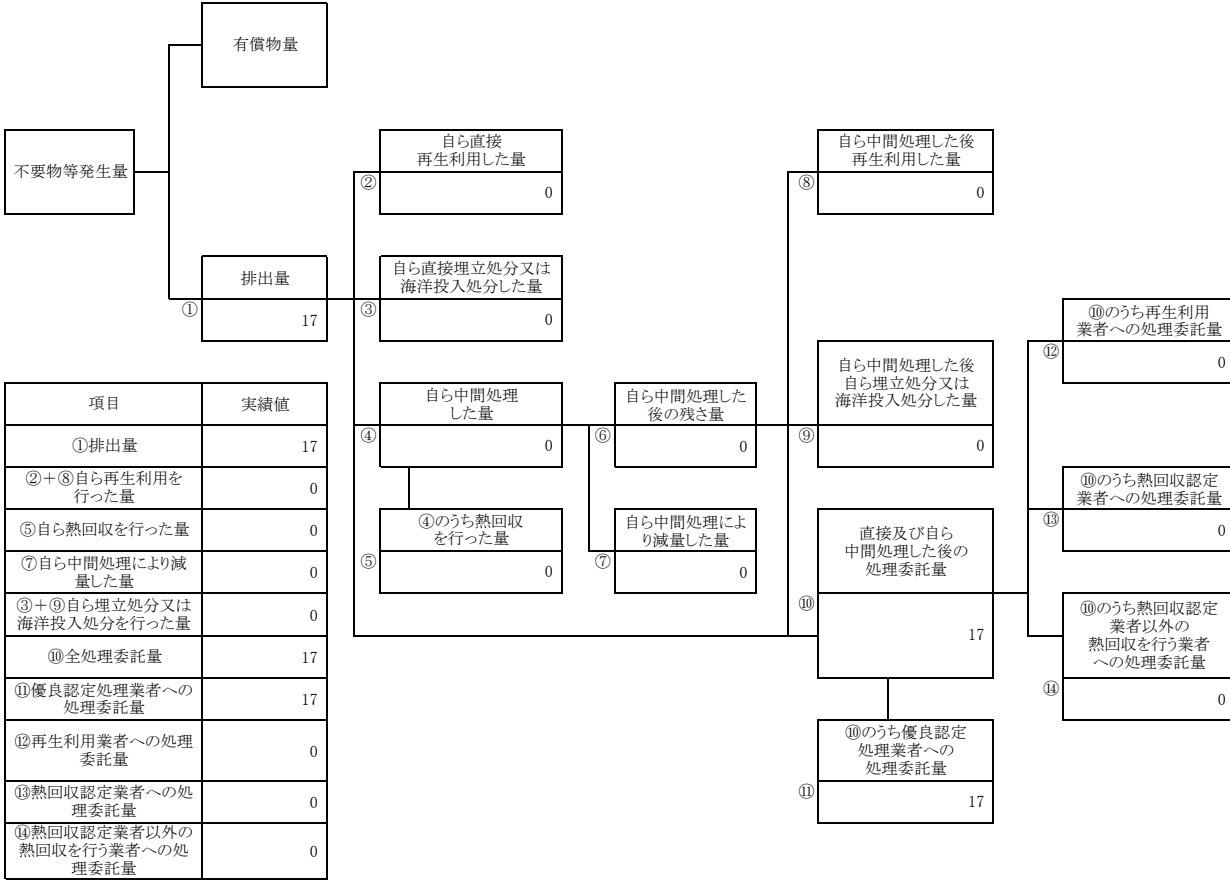 有償物量
不要物等発生量
自ら直接
再生利用した量
②
0
自ら中間処理した後
再生利用した量
⑧
0
排出量
①
17
自ら直接埋立処分又は
海洋投入処分した量
③
0
⑩のうち再生利用
業者への処理委託量
⑫
0
自ら中間処理
した量
④
0
自ら中間処理した
後の残さ量
⑥
0
自ら中間処理した後
自ら埋立処分又は
海洋投入処分した量
⑨
0
⑩のうち熱回収認定
業者への処理委託量
⑬
0
④のうち熱回収
を行った量
⑤
0
自ら中間処理によ
り減量した量
⑦
0
直接及び自ら
中間処理した後の
処理委託量
⑩
17
⑩のうち熱回収認定
業者以外の
熱回収を行う業者
への処理委託量
⑭
0
⑩のうち優良認定
処理業者への
処理委託量
⑪
17
項目 実績値
①排出量 17
②+⑧自ら再生利用を
行った量 0
⑤自ら熱回収を行った量 0
⑦自ら中間処理により減
量した量 0
③+⑨自ら埋立処分又は
海洋投入処分を行った量 0
⑩全処理委託量 17
⑪優良認定処理業者への
処理委託量 17
⑫再生利用業者への処理
委託量 0
⑬熱回収認定業者への処
理委託量 0
⑭熱回収認定業者以外の
熱回収を行う業者への処
理委託量 0